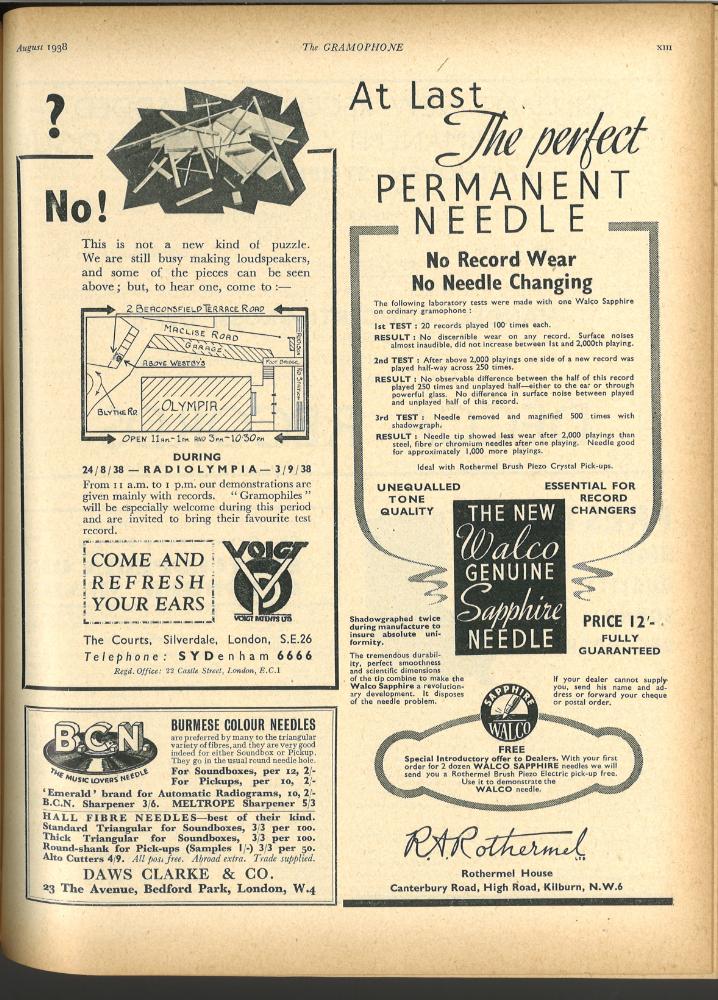 August 1938
The GRAMOPHONE
XIII
?
No!
This is not a new kind of puzzle.
We are still busy making loudspeakers,
and some of the pieces can be seen
above; but, to hear one, come to :—
2 BEACONSFIELD TERRACE ROAD
MACLISE ROAD
GARAGE
ABOVE WESTBY'S
FOOT BRIDGE
BLYTHE RD.
OLYMPIA
OPEN 11AM-1PM AND 3PM-10/30PM
DURING
24/8/38 — RADIOLYMPIA — 3/9/38
From 11 a.m. to 1 p.m. our demonstrations are
given mainly with records. "Gramophiles"
will be especially welcome during this period
and are invited to bring their favourite test
record.
COME AND
REFRESH
YOUR EARS
VOIGT
VOIGT PATENTS LTD
The Courts, Silverdale, London, S.E.26
Telephone: SYDenham 6666
Regd. Office: 22 Castle Street, London, E.C.1
B.C.N.
THE MUSIC LOVERS' NEEDLE
BURMESE COLOUR NEEDLES
are preferred by many to the triangular
variety of fibres, and they are very good
indeed for either Soundbox or Pickup.
They go in the usual round needle hole.
For Soundboxes, per 12, 2/-
For Pickups, per 10, 2/-
'Emerald' brand for Automatic Radiograms, 10, 2/-
B.C.N. Sharpener 3/6. MELTROPE Sharpener 5/3
HALL FIBRE NEEDLES—best of their kind.
Standard Triangular for Soundboxes, 3/3 per 100.
Thick Triangular for Soundboxes, 3/3 per 100.
Round-shank for Pick-ups (Samples 1/-) 3/3 per 50.
Alto Cutters 4/9. All post free. Abroad extra. Trade supplied.
DAWS CLARKE & CO.
23 The Avenue, Bedford Park, London, W.4
At Last
The perfect
PERMANENT
NEEDLE
No Record Wear
No Needle Changing
The following laboratory tests were made with one Walco Sapphire
on ordinary gramophone :
1st TEST : 20 records played 100 times each.
RESULT : No discernible wear on any record. Surface noises
almost inaudible, did not increase between 1st and 2,000th playing.
2nd TEST : After above 2,000 playings one side of a new record was
played half-way across 250 times.
RESULT : No observable difference between the half of this record
played 250 times and unplayed half—either to the ear or through
powerful glass. No difference in surface noise between played
and unplayed half of this record.
3rd TEST : Needle removed and magnified 500 times with
shadowgraph.
RESULT : Needle tip showed less wear after 2,000 playings than
steel, fibre or chromium needles after one playing. Needle good
for approximately 1,000 more playings.
Ideal with Rothermel Brush Piezo Crystal Pick-ups.
UNEQUALLED
TONE
QUALITY
ESSENTIAL FOR
RECORD
CHANGERS
THE NEW
Walco
GENUINE
Sapphire
NEEDLE
Shadowgraphed twice
during manufacture to
insure absolute uni-
formity.
The tremendous durabil-
ity, perfect smoothness
and scientific dimensions
of the tip combine to make the
Walco Sapphire a revolution-
ary development. It disposes
of the needle problem.
PRICE 12'-
FULLY
GUARANTEED
If your dealer cannot supply
you, send his name and ad-
dress or forward your cheque
or postal order.
SAPPHIRE
WALCO
FREE
Special Introductory offer to Dealers. With your first
order for 2 dozen WALCO SAPPHIRE needles we will
send you a Rothermel Brush Piezo Electric pick-up free.
Use it to demonstrate the
WALCO needle.
R.A.Rothermel
LTD
Rothermel House
Canterbury Road, High Road, Kilburn, N.W.6